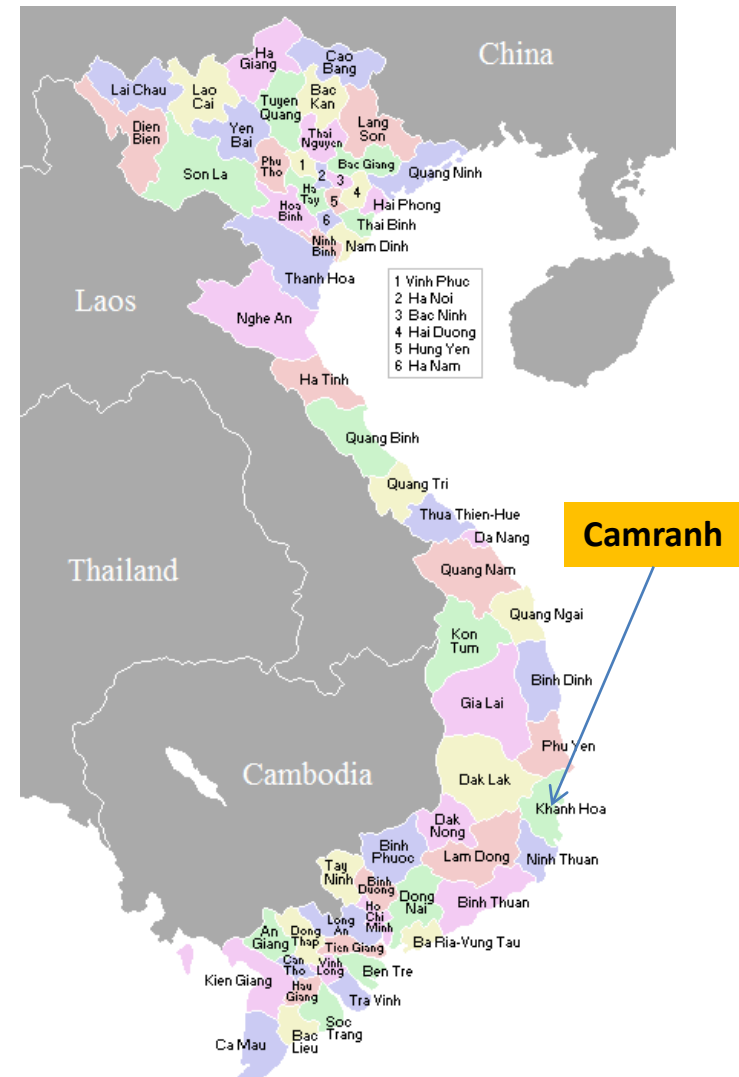 China
Ha
Giang
Cao
Bang
Lai Chau
Lao
Cai
Tuyen
Quang
Bac
Kan
Dien
Bien
Yen
Bai
Thai
Nguyen
Lang
Son
Son La
Phu
Tho
1
2
3
4
5
6
Bac Giang
Quang Ninh
Ha
Tay
Hoa
Binh
Hai Phong
Thai Binh
Ninh
Binh
Nam Dinh
Thanh Hoa
Laos
1 Vinh Phuc
2 Ha Noi
3 Bac Ninh
4 Hai Duong
5 Hung Yen
6 Ha Nam
Nghe An
Ha Tinh
Quang Binh
Quang Tri
Thua Thien-Hue
Da Nang
Camranh
Thailand
Quang Nam
Quang Ngai
Kon
Tum
Binh Dinh
Gia Lai
Phu Yen
Cambodia
Dak Lak
Khanh Hoa
Dak
Nong
Binh
Phuoc
Lam Dong
Ninh Thuan
Tay
Ninh
Binh
Duong
Dong
Nai
Binh Thuan
Ho
Chi
Minh
Long
An
An
Giang
Dong
Thap
Tien Giang
Ba Ria-Vung Tau
Can
Tho
Vinh
Long
Ben Tre
Kien Giang
Hau
Giang
Tra Vinh
Soc
Trang
Ca Mau
Bac
Lieu